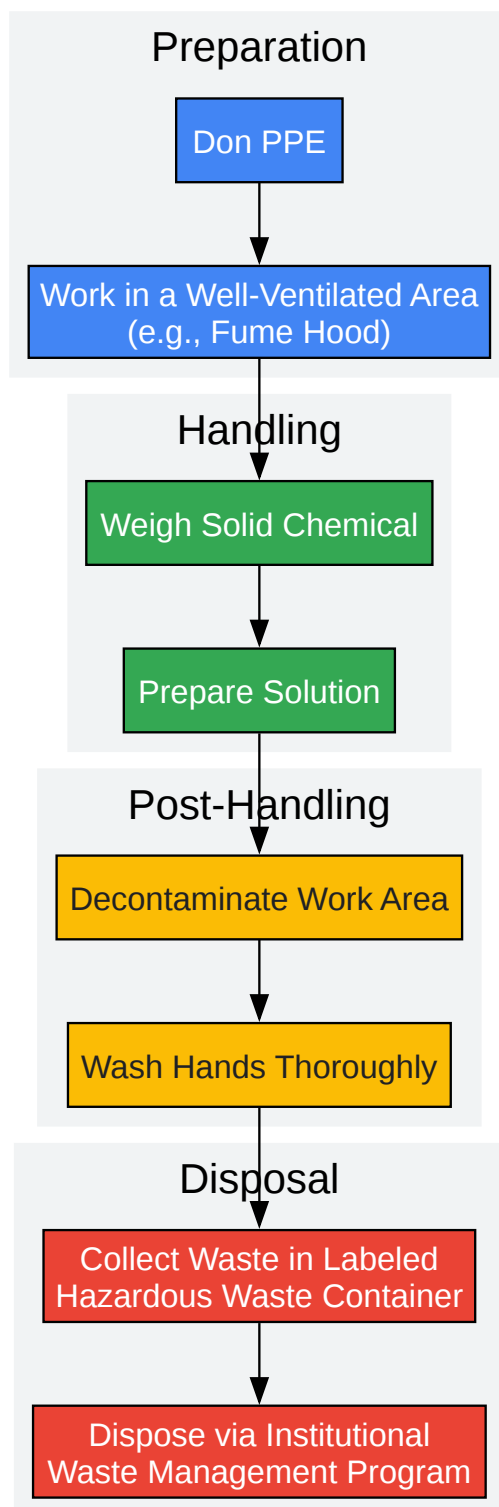 Preparation
Don PPE
Work in a Well-Ventilated Area
(e.g., Fume Hood)
Handling
Weigh Solid Chemical
Prepare Solution
Post-Handling
Decontaminate Work Area
Wash Hands Thoroughly
Disposal
Collect Waste in Labeled
Hazardous Waste Container
Dispose via Institutional
Waste Management Program